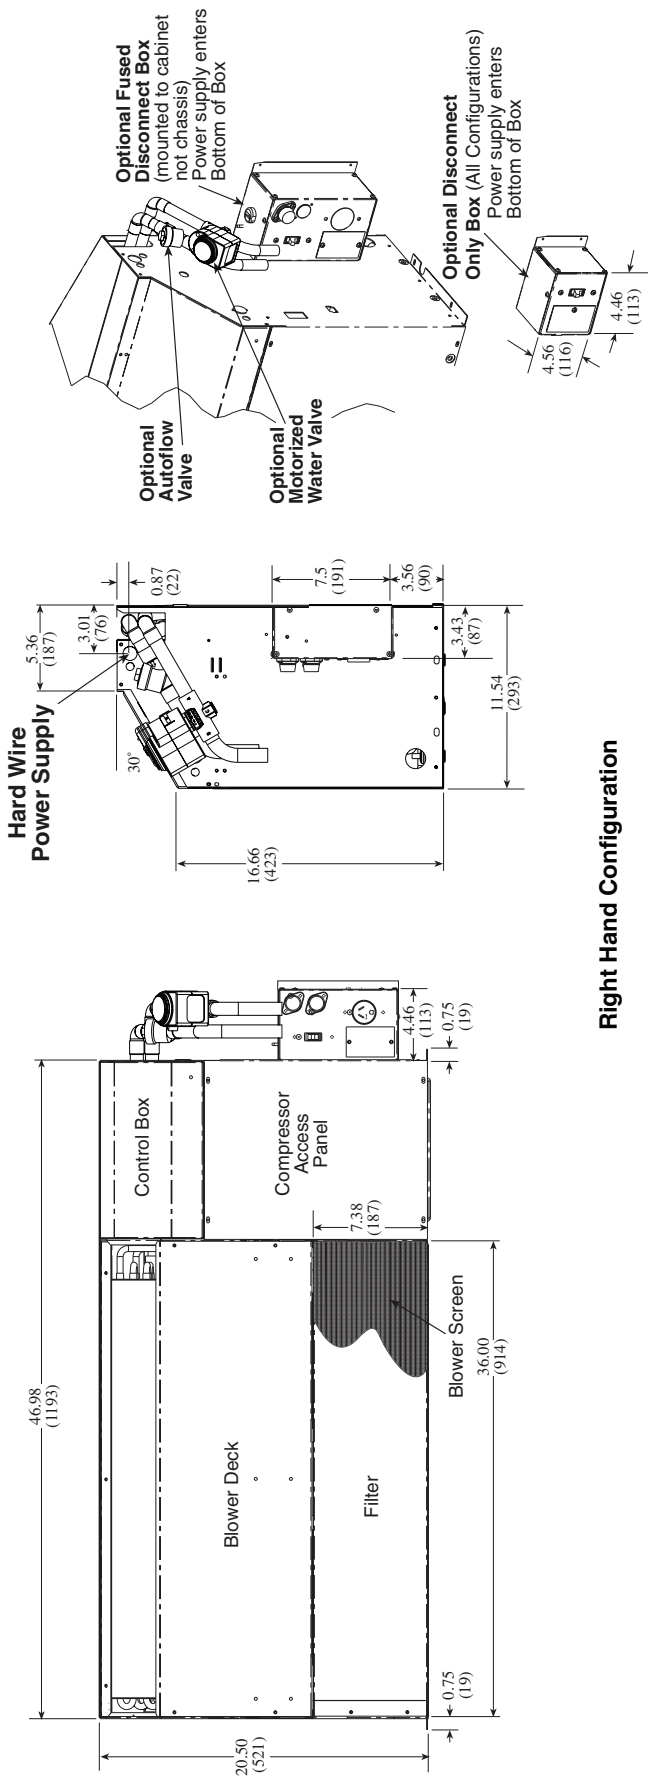 46.98
(1193)
20.50
(521)
Control Box
Blower Deck
Compressor
Access
Panel
Filter
7.38
(187)
Blower Screen
36.00
(914)
0.75
(19)
4.46
(113)
0.75
(19)
Hard Wire
Power Supply
5.36
(187)
3.01
(76)
0.87
(22)
30°
16.66
(423)
7.5
(191)
3.56
(90)
3.43
(87)
11.54
(293)
Right Hand Configuration
Optional Fused
Disconnect Box
(mounted to cabinet
not chassis)
Power supply enters
Bottom of Box
Optional
Autoflow
Valve
Optional
Motorized
Water Valve
Optional Disconnect
Only Box (All Configurations)
Power supply enters
Bottom of Box
4.56
(116)
4.46
(113)